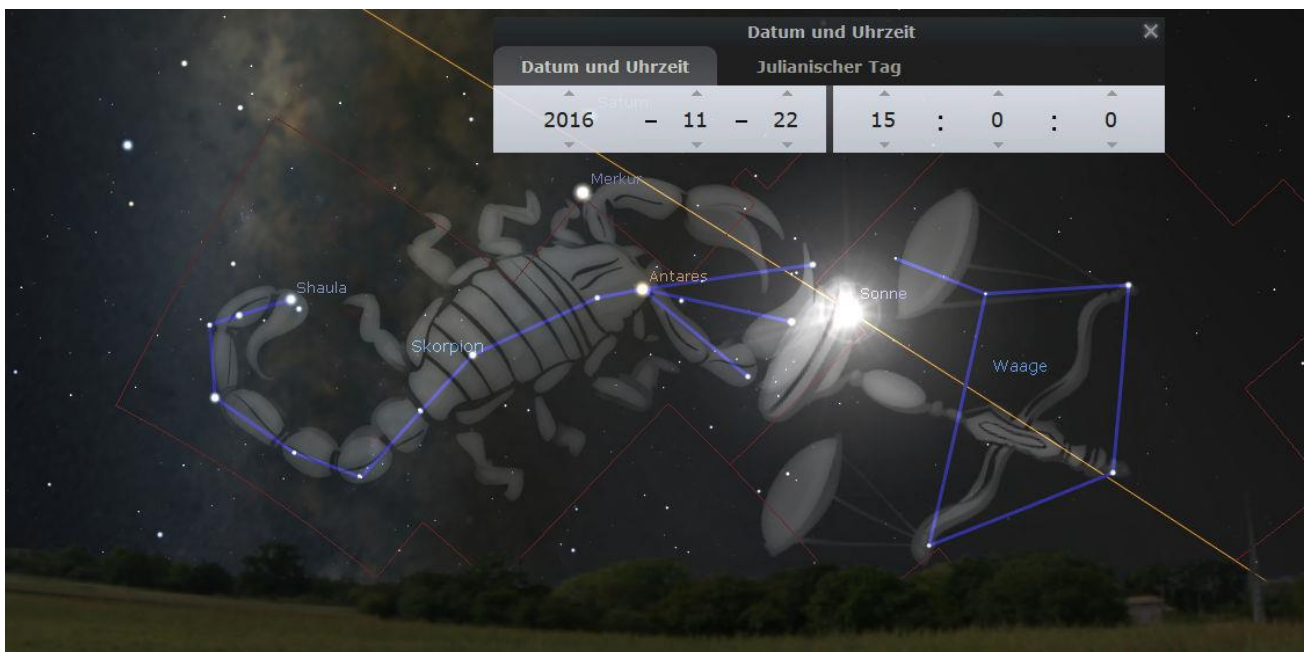 Datum und Uhrzeit
Datum und Uhrzeit Julianischer Tag
Saturn
2016 – 11 – 22 15 : 0 : 0
Merkur
Antares
Shaula
Sonne
Skorpion
Waage